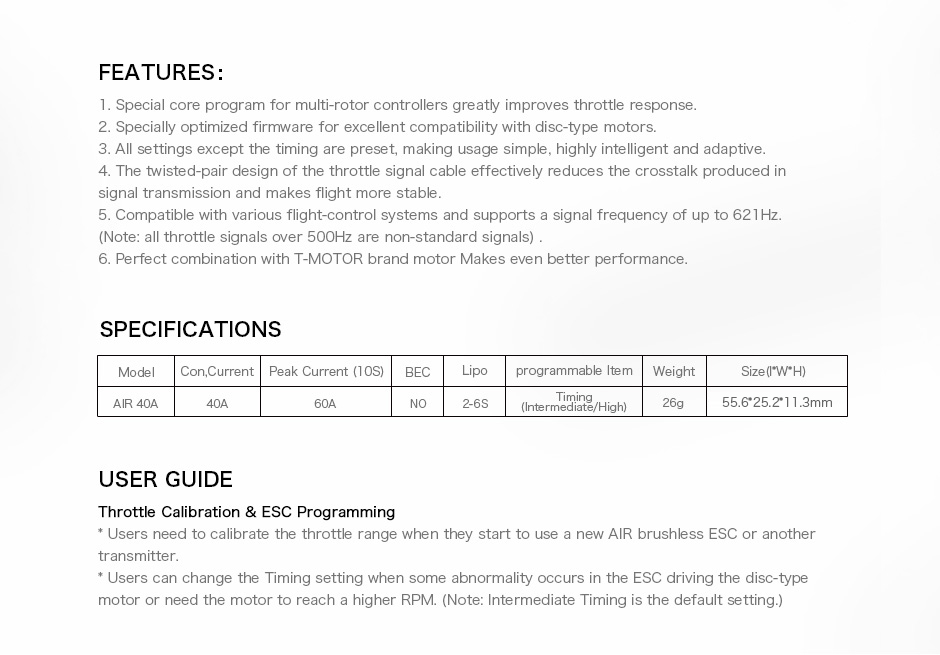 FEATURES:
1. Special core program for multi-rotor controllers greatly improves throttle response.
2. Specially optimized firmware for excellent compatibility with disc-type motors.
3. All settings except the timing are preset, making usage simple, highly intelligent and adaptive.
4. The twisted-pair design of the throttle signal cable effectively reduces the crosstalk produced in
signal transmission and makes flight more stable.
5. Compatible with various flight-control systems and supports a signal frequency of up to 621Hz.
(Note: all throttle signals over 500Hz are non-standard signals) .
6. Perfect combination with T-MOTOR brand motor Makes even better performance.
SPECIFICATIONS
Model Con,Current Peak Current (10S) BEC Lipo programmable Item Weight Size(l*W*H)
AIR 40A 40A 60A NO 2-6S Timing (Intermediate/High) 26g 55.6*25.2*11.3mm
USER GUIDE
Throttle Calibration & ESC Programming
* Users need to calibrate the throttle range when they start to use a new AIR brushless ESC or another
transmitter.
* Users can change the Timing setting when some abnormality occurs in the ESC driving the disc-type
motor or need the motor to reach a higher RPM. (Note: Intermediate Timing is the default setting.)